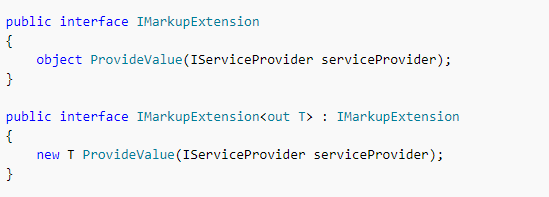 public interface IMarkupExtension
{
    object ProvideValue(IServiceProvider serviceProvider);
}
public interface IMarkupExtension<out T> : IMarkupExtension
{
    new T ProvideValue(IServiceProvider serviceProvider);
}